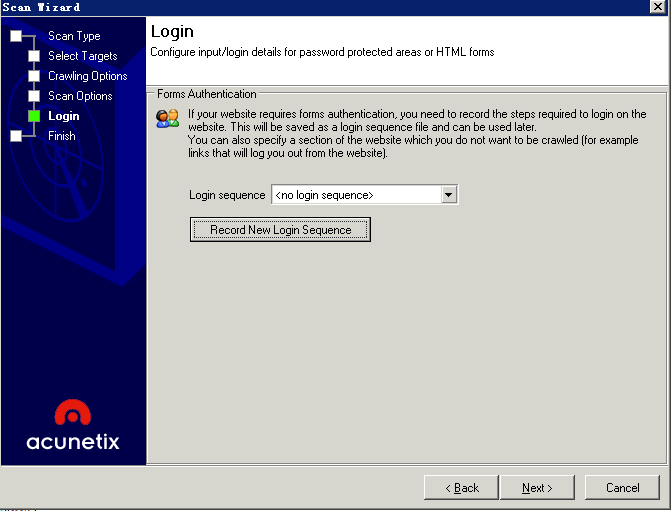 Scan Wizard
Scan Type
Select Targets
Crawling Options
Scan Options
Login
Finish
acunetix
Login
Configure input/login details for password protected areas or HTML forms
Forms Authentication
If your website requires forms authentication, you need to record the steps required to login on the
website. This will be saved as a login sequence file and can be used later.
You can also specify a section of the website which you do not want to be crawled (for example
links that will log you out from the website).
Login sequence <no login sequence>
Record New Login Sequence
< Back Next > Cancel